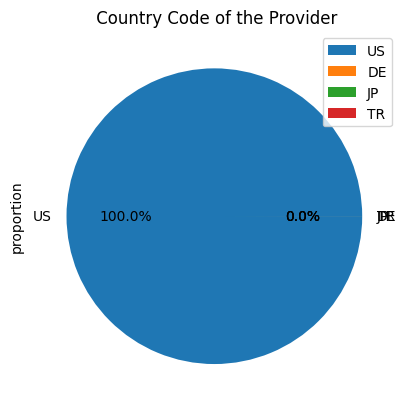 Country Code of the Provider
US
DE
JP
TR
proportion
US
100.0%
0.0%